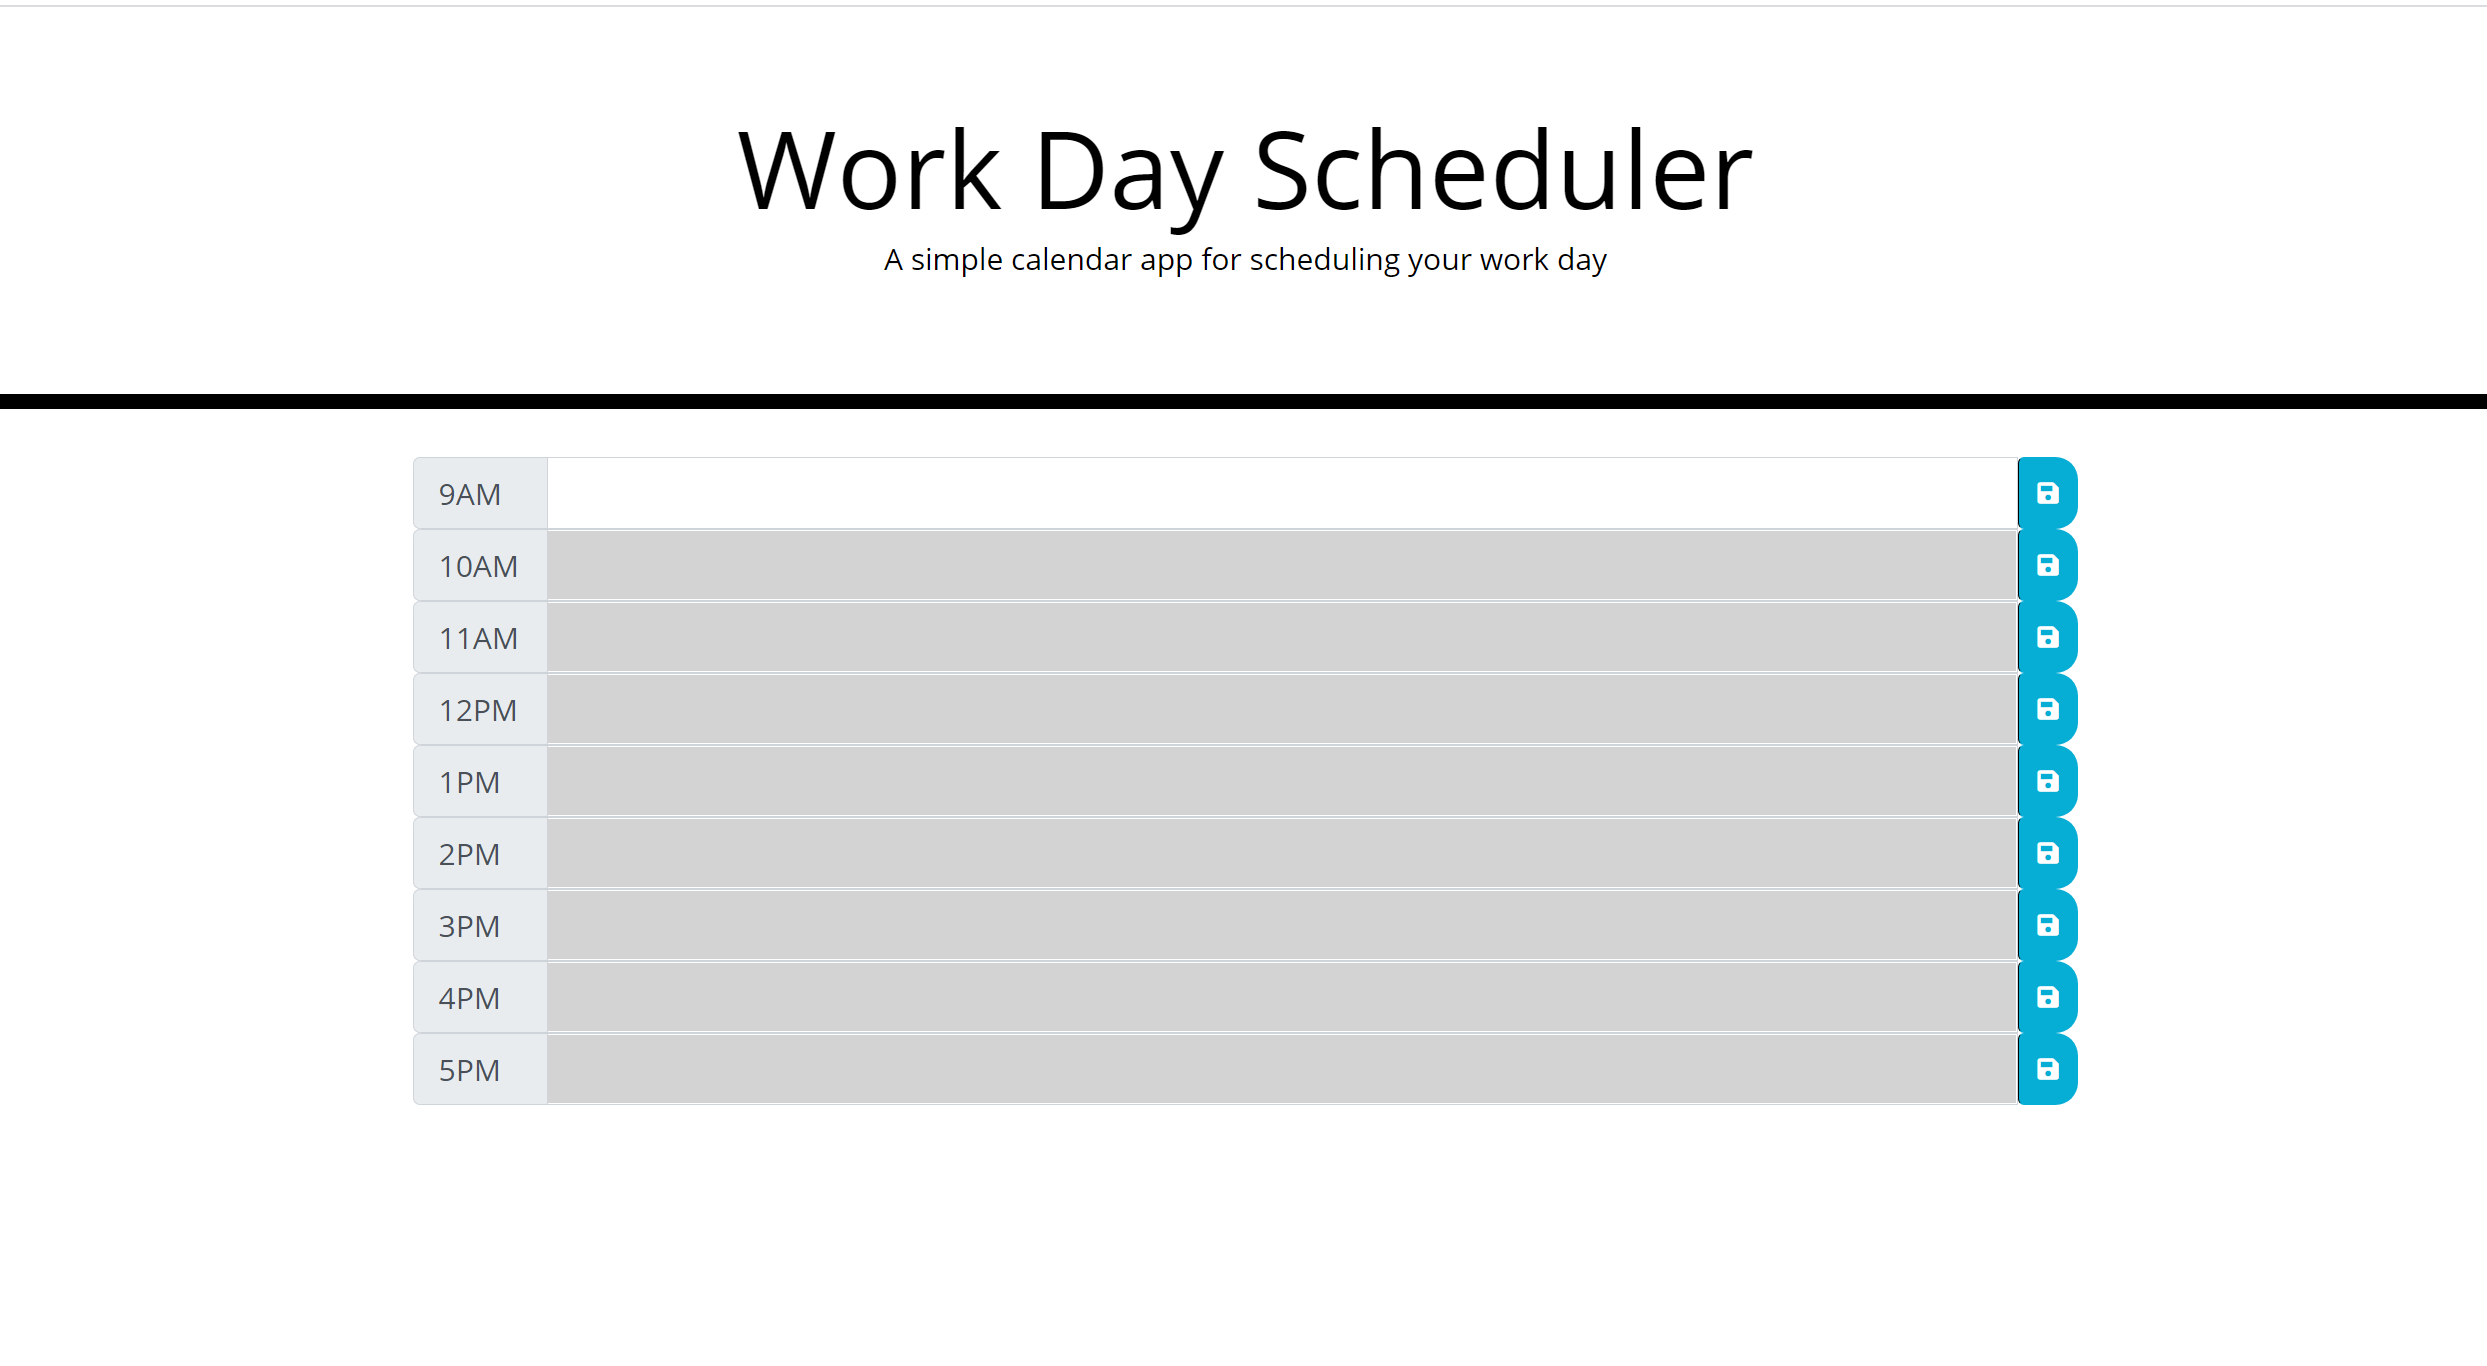 Work Day Scheduler
A simple calendar app for scheduling your work day
9AM
10AM
11AM
12PM
1PM
2PM
3PM
4PM
5PM